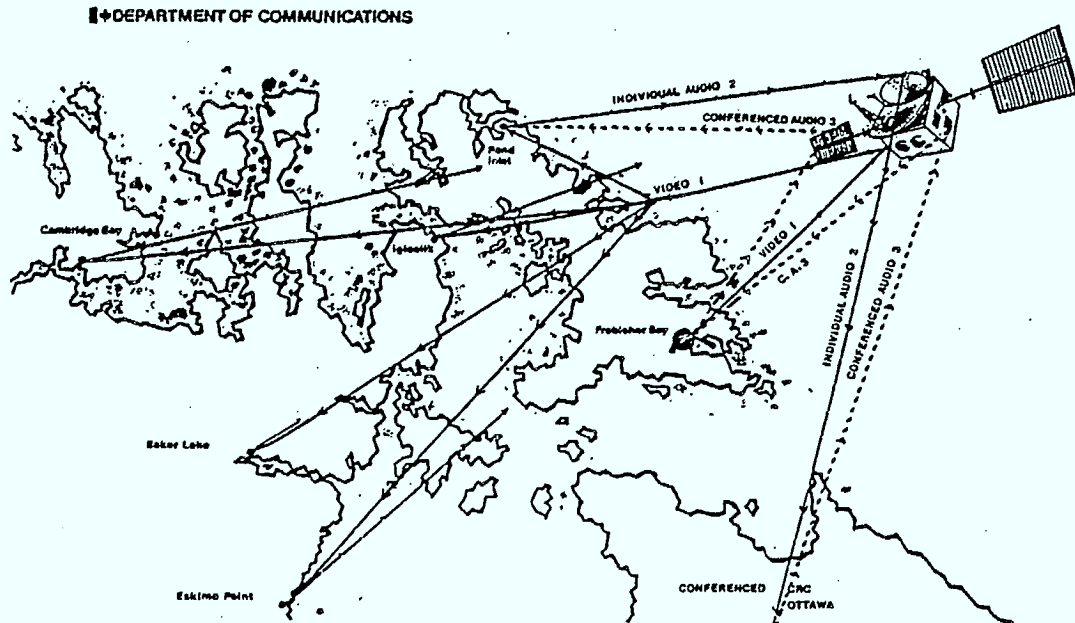 DEPARTMENT OF COMMUNICATIONS
INDIVIDUAL AUDIO 2
CONFERENCED AUDIO 3
Pond
Inlet
VIDEO 1
Cambridge Bay
Igloolik
VIDEO 1
C.A.3
INDIVIDUAL AUDIO 2
CONFERENCED AUDIO 3
Frobisher Bay
Baker Lake
Eskimo Point
CONFERENCED CRC
OTTAWA